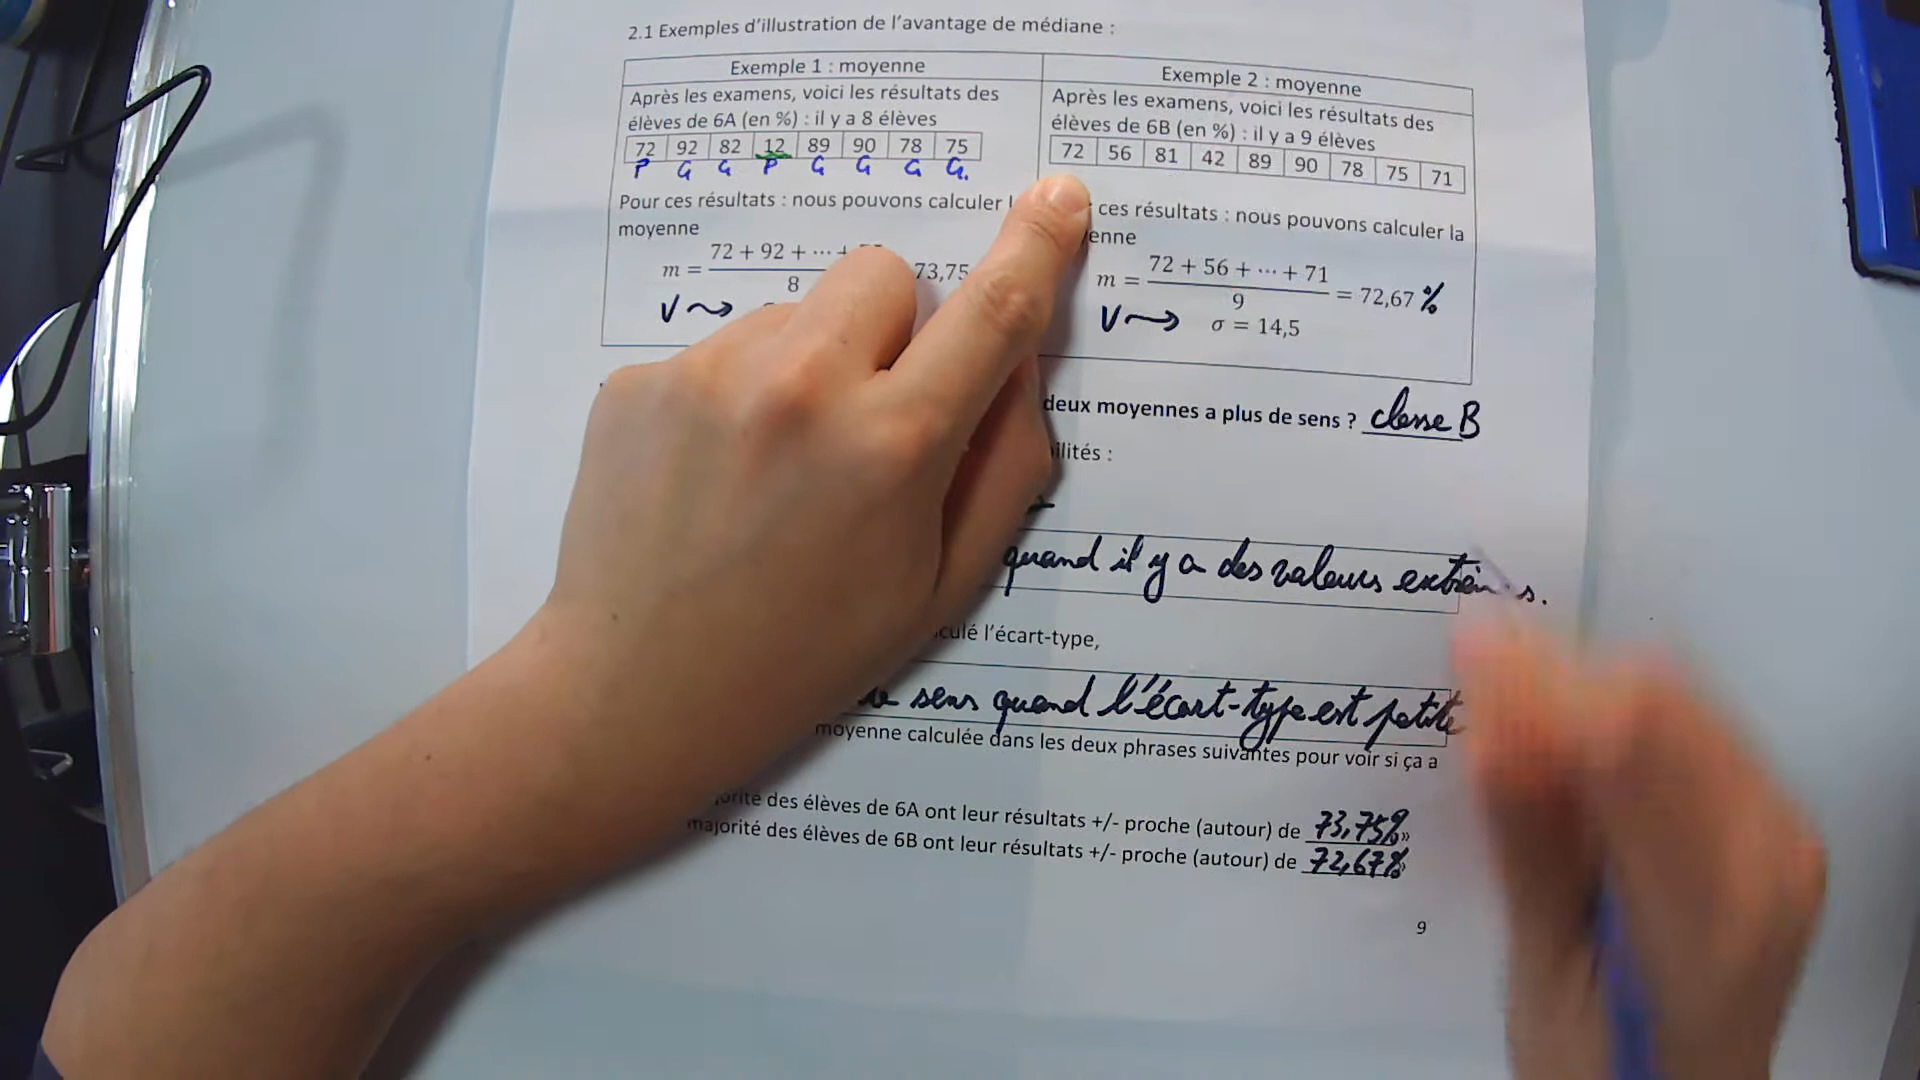 2.1 Exemples d'illustration de l'avantage de médiane :
Exemple 1 : moyenne
Après les examens, voici les résultats des
élèves de 6A (en %) : il y a 8 élèves
72 92 82 12 89 90 78 75
P G G P G G G G.
Pour ces résultats : nous pouvons calculer
moyenne
m = 72 + 92 + ⋯ +
8
73,75
V
Exemple 2 : moyenne
Après les examens, voici les résultats des
élèves de 6B (en %) : il y a 9 élèves
72 56 81 42 89 90 78 75 71
ces résultats : nous pouvons calculer la
m = 72 + 56 + ⋯ + 71 / 9 = 72,67 %
V → σ = 14,5
deux moyennes a plus de sens ? classe B
quand il y a des valeurs
l'écart-type,
sens quand l'écart-type est petite
moyenne calculée dans les deux phrases suivantes pour voir si ça a
des élèves de 6A ont leur résultats +/- proche (autour) de 73,75% »
majorité des élèves de 6B ont leur résultats +/- proche (autour) de 72,67%
9